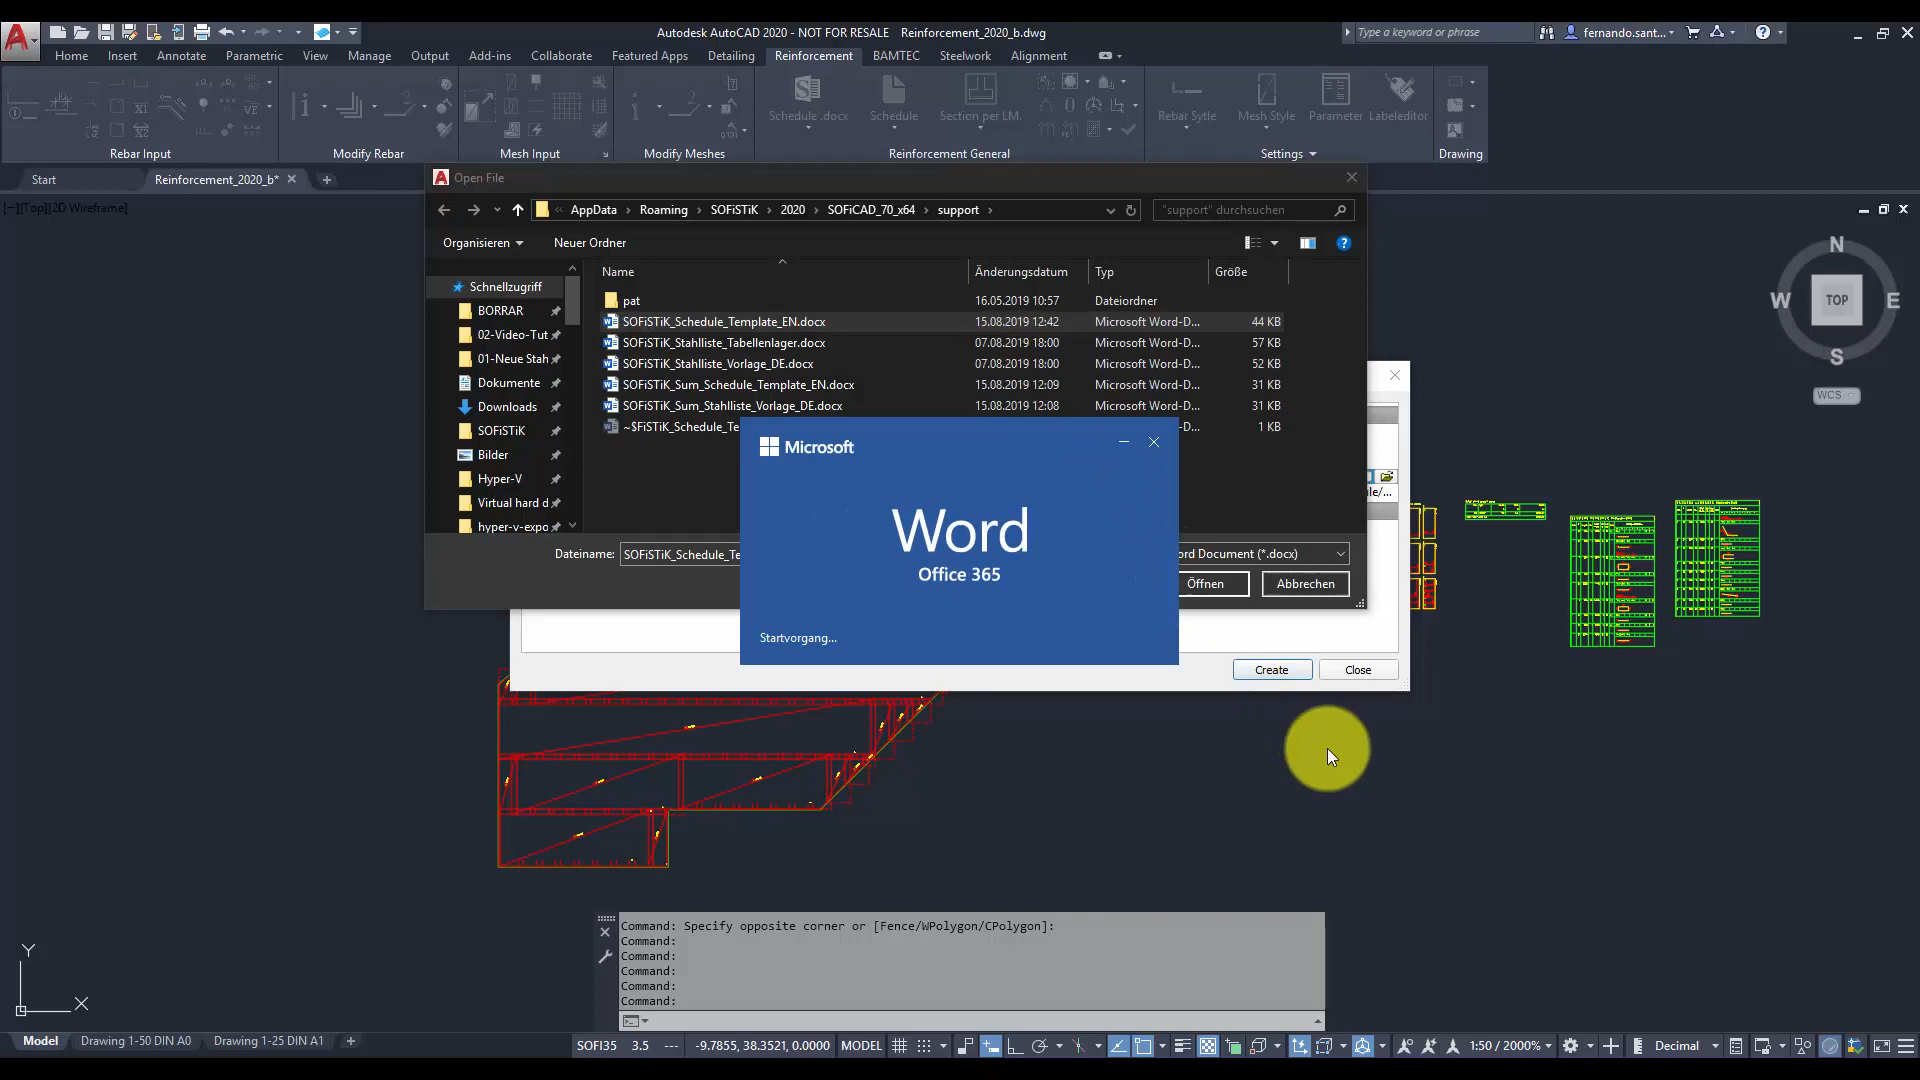 Autodesk AutoCAD 2020 - NOT FOR RESALE Reinforcement_2020_b.dwg
Type a keyword or phrase
fernando.sant...
Home Insert Annotate Parametric View Manage Output Add-ins Collaborate Featured Apps Detailing Reinforcement BAMTEC Steelwork Alignment
Schedule .docx Schedule Section per LM. Rebar Sytle Mesh Style Parameter Labeleditor
Rebar Input Modify Rebar Mesh Input Modify Meshes Reinforcement General Settings Drawing
Start Reinforcement_2020_b*
[−][Top][2D Wireframe]
Open File
« AppData › Roaming › SOFiSTiK › 2020 › SOFiCAD_70_x64 › support ›
"support" durchsuchen
Organisieren Neuer Ordner
Name Änderungsdatum Typ Größe
Schnellzugriff
BORRAR
02-Video-Tut
01-Neue Stah
Dokumente
Downloads
SOFiSTiK
Bilder
Hyper-V
Virtual hard d
hyper-v-expo
pat 16.05.2019 10:57 Dateiordner
SOFiSTiK_Schedule_Template_EN.docx 15.08.2019 12:42 Microsoft Word-D... 44 KB
SOFiSTiK_Stahlliste_Tabellenlager.docx 07.08.2019 18:00 Microsoft Word-D... 57 KB
SOFiSTiK_Stahlliste_Vorlage_DE.docx 07.08.2019 18:00 Microsoft Word-D... 52 KB
SOFiSTiK_Sum_Schedule_Template_EN.docx 15.08.2019 12:09 Microsoft Word-D... 31 KB
SOFiSTiK_Sum_Stahlliste_Vorlage_DE.docx 15.08.2019 12:08 Microsoft Word-D... 31 KB
~$FiSTiK_Schedule_Te 1 KB
Dateiname: SOFiSTiK_Schedule_Te
ord Document (*.docx)
Öffnen Abbrechen
Microsoft
Word
Office 365
Startvorgang...
le/...
Create Close
N
W TOP E
S
WCS
Y
X
Command: Specify opposite corner or [Fence/WPolygon/CPolygon]:
Command:
Command:
Command:
Command:
Command:
Model Drawing 1-50 DIN A0 Drawing 1-25 DIN A1
SOFI35 3.5 --- -9.7855, 38.3521, 0.0000 MODEL 1:50 / 2000% Decimal